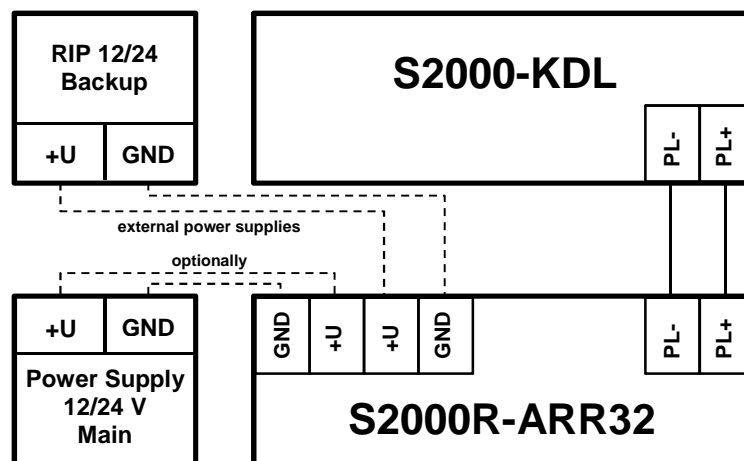 RIP 12/24
Backup
+U
GND
S2000-KDL
PL-
PL+
external power supplies
optionally
+U
GND
Power Supply
12/24 V
Main
GND
+U
+U
GND
PL-
PL+
S2000R-ARR32